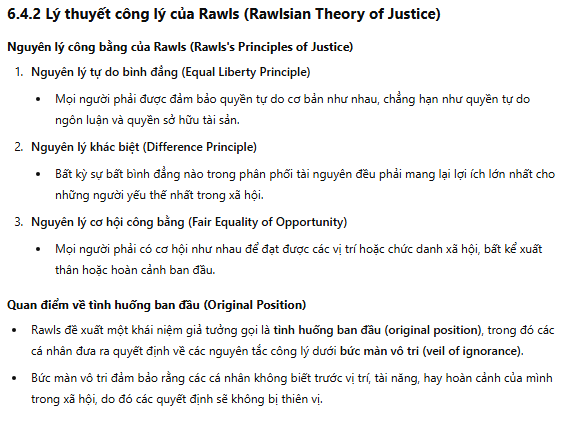 6.4.2 Lý thuyết công lý của Rawls (Rawlsian Theory of Justice)
Nguyên lý công bằng của Rawls (Rawls's Principles of Justice)
1. Nguyên lý tự do bình đẳng (Equal Liberty Principle)
• Mọi người phải được đảm bảo quyền tự do cơ bản như nhau, chẳng hạn như quyền tự do
ngôn luận và quyền sở hữu tài sản.
2. Nguyên lý khác biệt (Difference Principle)
• Bất kỳ sự bất bình đẳng nào trong phân phối tài nguyên đều phải mang lại lợi ích lớn nhất cho
những người yếu thế nhất trong xã hội.
3. Nguyên lý cơ hội công bằng (Fair Equality of Opportunity)
• Mọi người phải có cơ hội như nhau để đạt được các vị trí hoặc chức danh xã hội, bất kể xuất
thân hoặc hoàn cảnh ban đầu.
Quan điểm về tình huống ban đầu (Original Position)
• Rawls đề xuất một khái niệm giả tưởng gọi là tình huống ban đầu (original position), trong đó các
cá nhân đưa ra quyết định về các nguyên tắc công lý dưới bức màn vô tri (veil of ignorance).
• Bức màn vô tri đảm bảo rằng các cá nhân không biết trước vị trí, tài năng, hay hoàn cảnh của mình
trong xã hội, do đó các quyết định sẽ không bị thiên vị.